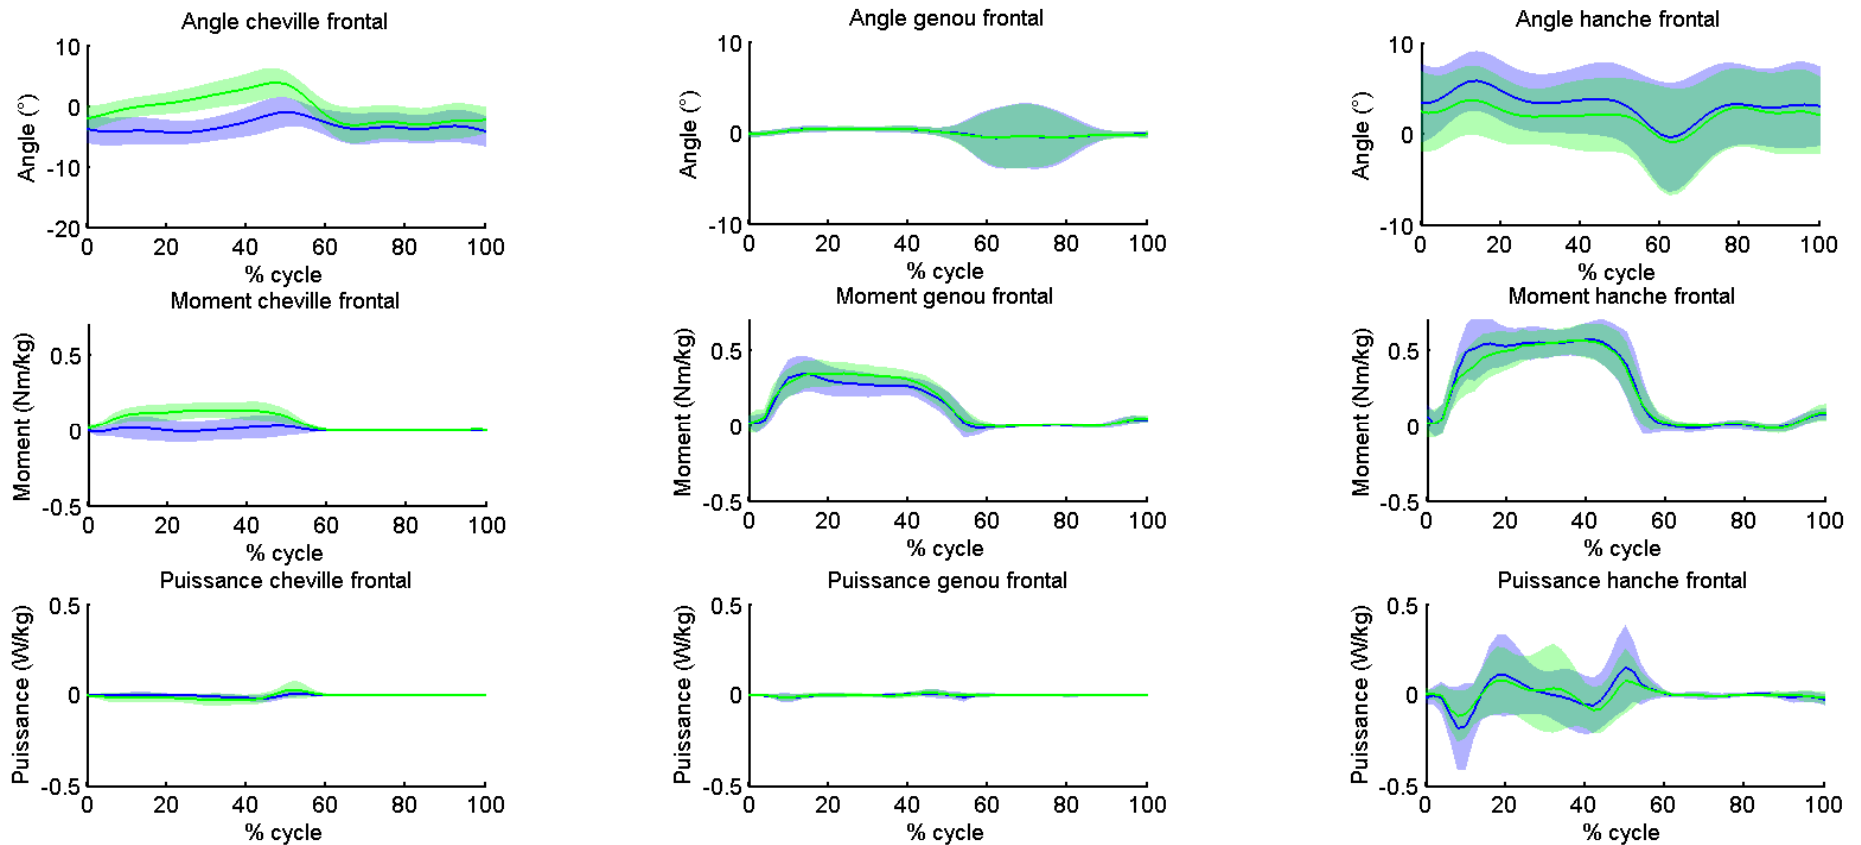 Angle cheville frontal
Angle genou frontal
Angle hanche frontal
10
0
-10
-20
Angle (°)
0 20 40 60 80 100
% cycle
10
0
-10
Angle (°)
0 20 40 60 80 100
% cycle
10
0
-10
Angle (°)
0 20 40 60 80 100
% cycle
Moment cheville frontal
Moment genou frontal
Moment hanche frontal
0.5
0
-0.5
Moment (Nm/kg)
0 20 40 60 80 100
% cycle
0.5
0
-0.5
Moment (Nm/kg)
0 20 40 60 80 100
% cycle
0.5
0
-0.5
Moment (Nm/kg)
0 20 40 60 80 100
% cycle
Puissance cheville frontal
Puissance genou frontal
Puissance hanche frontal
0.5
0
-0.5
Puissance (W/kg)
0 20 40 60 80 100
% cycle
0.5
0
-0.5
Puissance (W/kg)
0 20 40 60 80 100
% cycle
0.5
0
-0.5
Puissance (W/kg)
0 20 40 60 80 100
% cycle